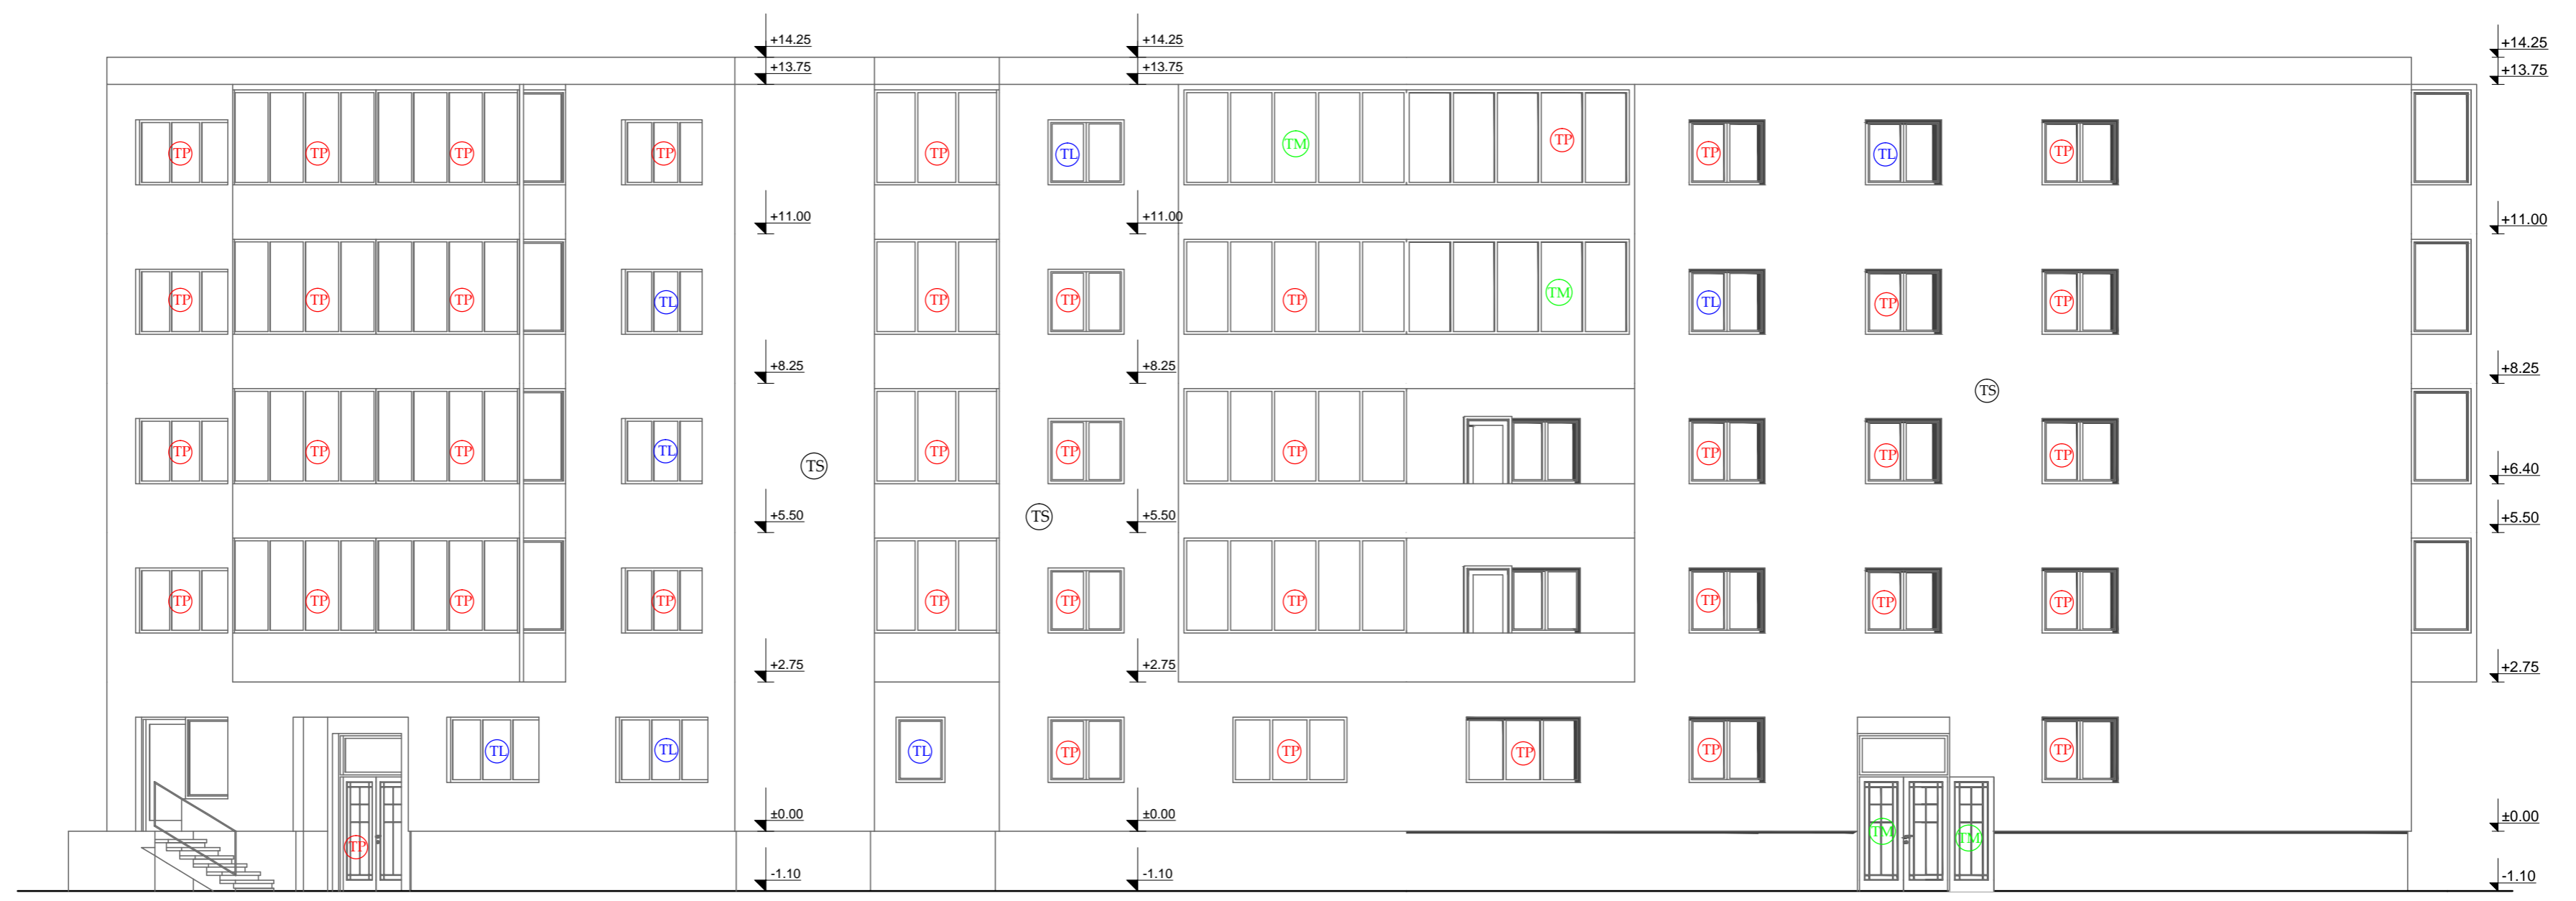 +14.25 +14.25 +14.25
+13.75 +13.75 +13.75
TP TP TP TP TP TL TM TP TP TL TP
+11.00 +11.00 +11.00
TP TP TP TL TP TP TP TM TL TP TP
+8.25 +8.25 +8.25
TS
TP TP TP TL TP TP TP TP TP TP
TS +6.40
TS +5.50 +5.50 +5.50
TP TP TP TP TP TP TP TP TP TP
+2.75 +2.75 +2.75
TL TL TL TP TP TP TP TP
±0.00 ±0.00 ±0.00
TP TM TM
-1.10 -1.10 -1.10